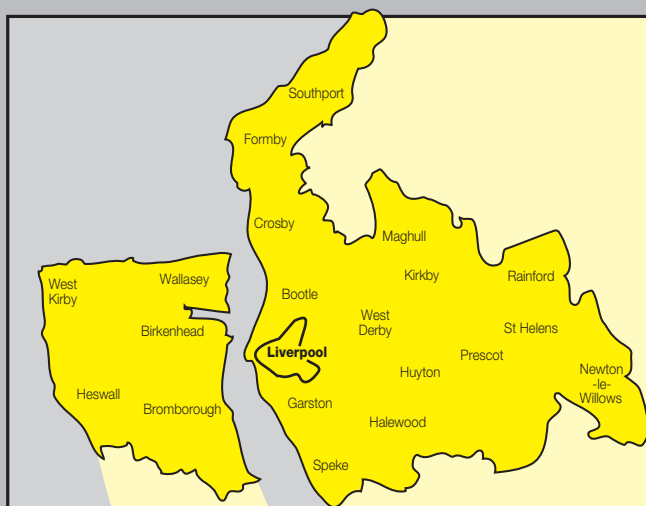 Southport
Formby
Crosby
Maghull
Wallasey
West
Kirby
Kirkby
Rainford
Bootle
West
Derby
Birkenhead
St Helens
Liverpool
Prescot
Huyton
Newton
-le-
Willows
Heswall
Bromborough
Garston
Halewood
Speke